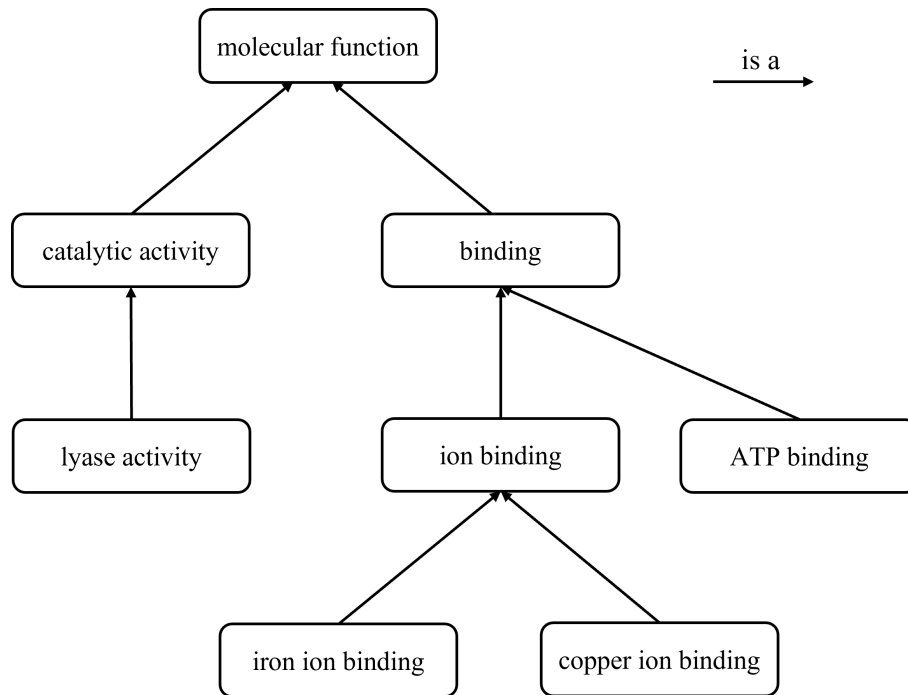 molecular function
is a
catalytic activity
binding
lyase activity
ion binding
ATP binding
iron ion binding
copper ion binding